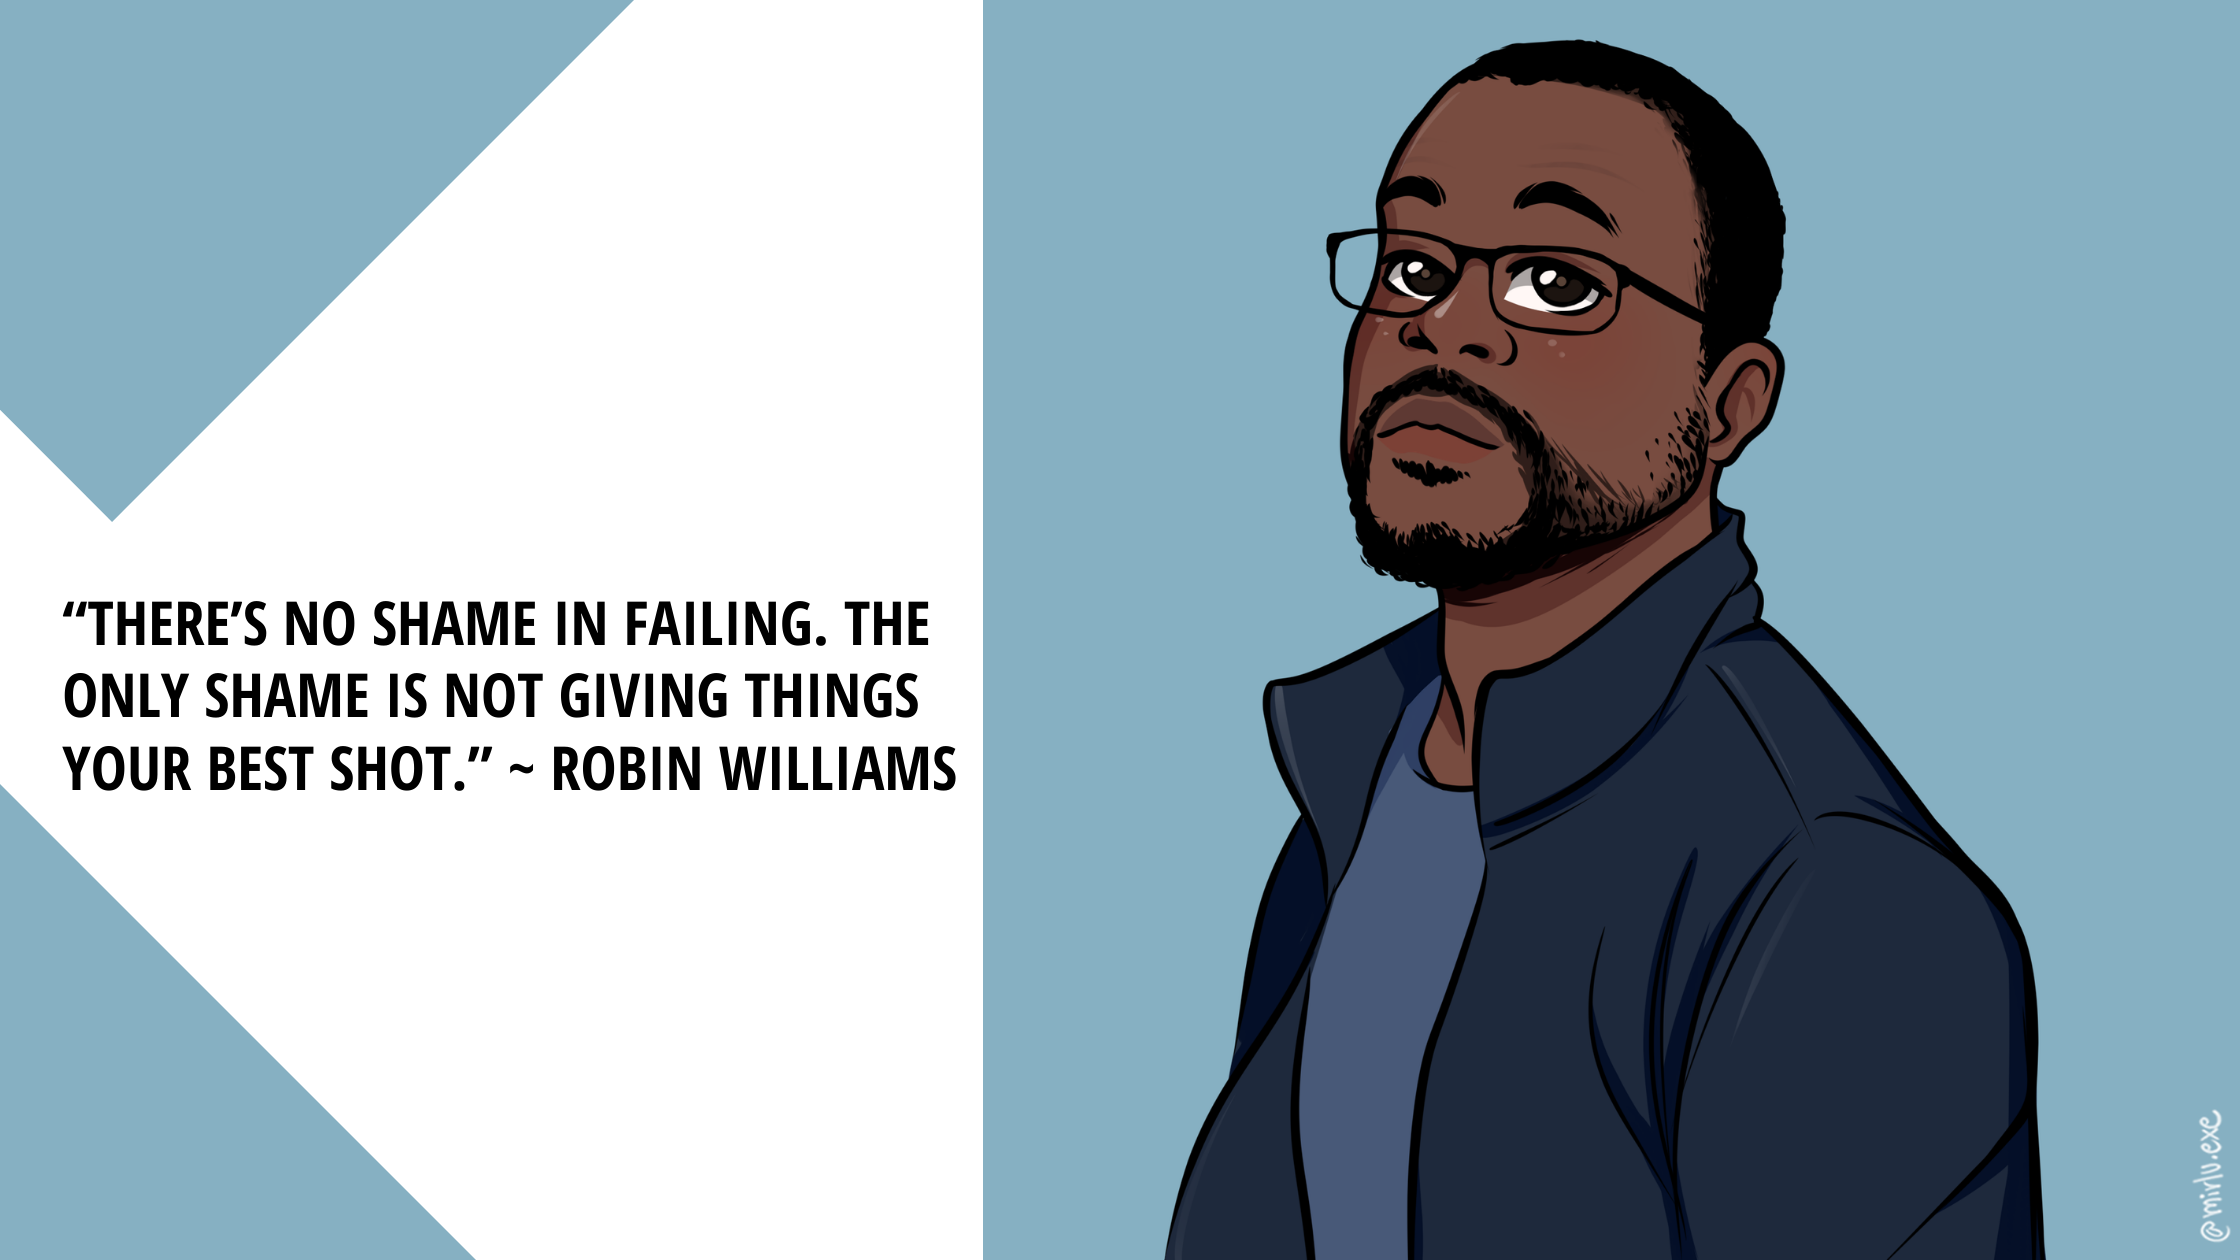 “THERE’S NO SHAME IN FAILING. THE
ONLY SHAME IS NOT GIVING THINGS
YOUR BEST SHOT.” ~ ROBIN WILLIAMS
@mirlu.exe